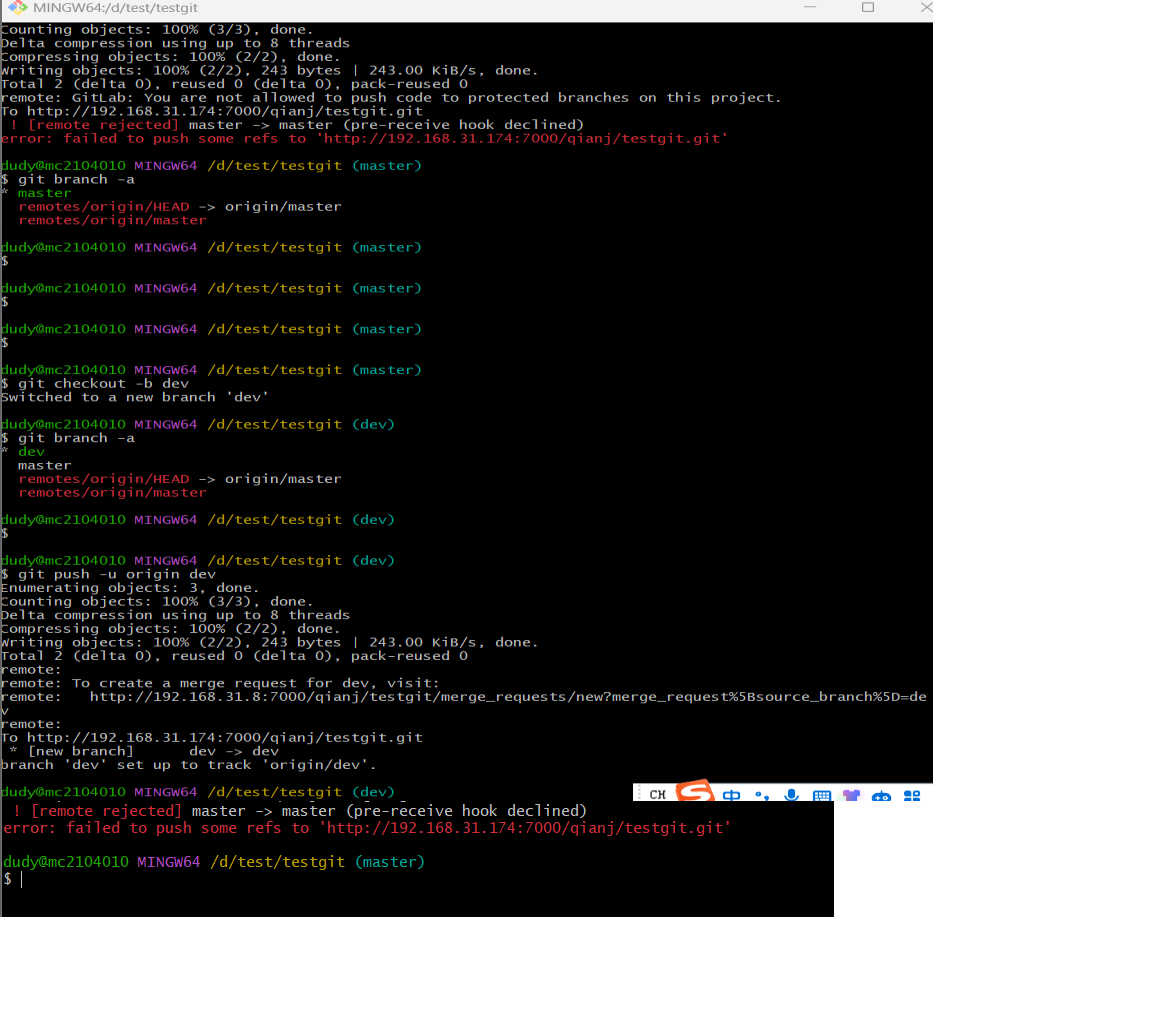 MINGW64:/d/test/testgit
Counting objects: 100% (3/3), done.
Delta compression using up to 8 threads
Compressing objects: 100% (2/2), done.
Writing objects: 100% (2/2), 243 bytes | 243.00 KiB/s, done.
Total 2 (delta 0), reused 0 (delta 0), pack-reused 0
remote: GitLab: You are not allowed to push code to protected branches on this project.
To http://192.168.31.174:7000/qianj/testgit.git
 ! [remote rejected] master -> master (pre-receive hook declined)
error: failed to push some refs to 'http://192.168.31.174:7000/qianj/testgit.git'
dudy@mc2104010 MINGW64 /d/test/testgit (master)
$ git branch -a
* master
  remotes/origin/HEAD -> origin/master
  remotes/origin/master
dudy@mc2104010 MINGW64 /d/test/testgit (master)
$
dudy@mc2104010 MINGW64 /d/test/testgit (master)
$
dudy@mc2104010 MINGW64 /d/test/testgit (master)
$
dudy@mc2104010 MINGW64 /d/test/testgit (master)
$ git checkout -b dev
Switched to a new branch 'dev'
dudy@mc2104010 MINGW64 /d/test/testgit (dev)
$ git branch -a
* dev
  master
  remotes/origin/HEAD -> origin/master
  remotes/origin/master
dudy@mc2104010 MINGW64 /d/test/testgit (dev)
$
dudy@mc2104010 MINGW64 /d/test/testgit (dev)
$ git push -u origin dev
Enumerating objects: 3, done.
Counting objects: 100% (3/3), done.
Delta compression using up to 8 threads
Compressing objects: 100% (2/2), done.
Writing objects: 100% (2/2), 243 bytes | 243.00 KiB/s, done.
Total 2 (delta 0), reused 0 (delta 0), pack-reused 0
remote:
remote: To create a merge request for dev, visit:
remote:   http://192.168.31.8:7000/qianj/testgit/merge_requests/new?merge_request%5Bsource_branch%5D=de
v
remote:
To http://192.168.31.174:7000/qianj/testgit.git
 * [new branch]      dev -> dev
branch 'dev' set up to track 'origin/dev'.
dudy@mc2104010 MINGW64 /d/test/testgit (dev)
CH S 中
 ! [remote rejected] master -> master (pre-receive hook declined)
error: failed to push some refs to 'http://192.168.31.174:7000/qianj/testgit.git'
dudy@mc2104010 MINGW64 /d/test/testgit (master)
$